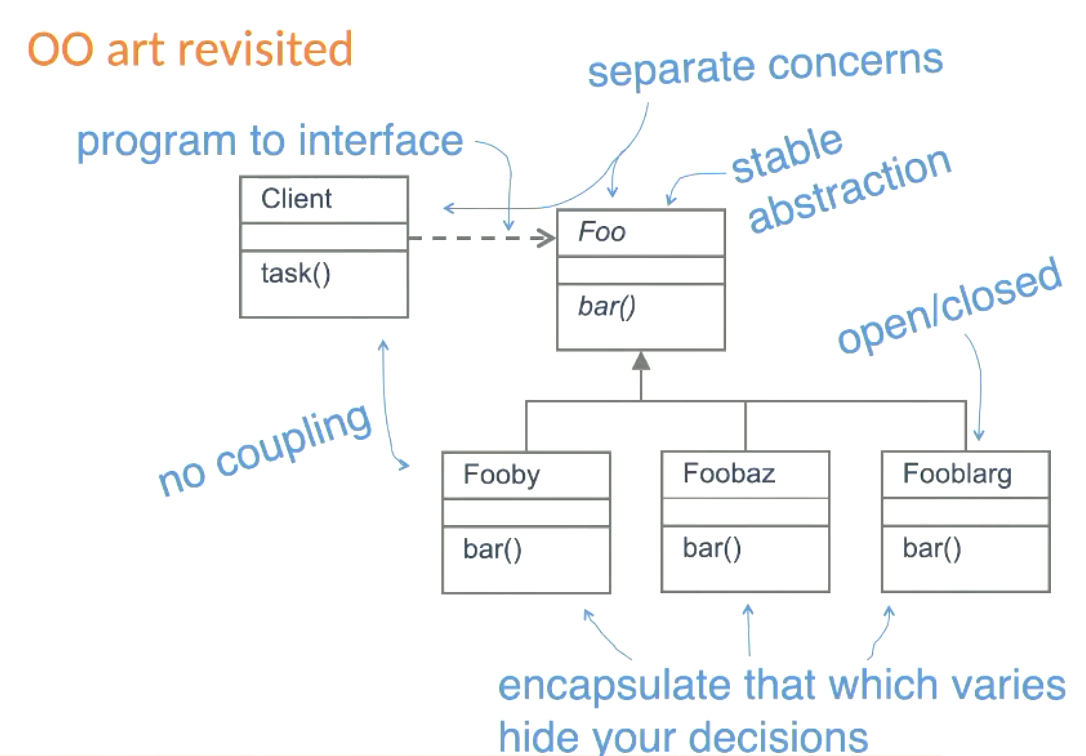 OO art revisited
separate concerns
program to interface
stable
abstraction
Client
task()
Foo
bar()
open/closed
no coupling
Fooby
bar()
Foobaz
bar()
Fooblarg
bar()
encapsulate that which varies
hide your decisions